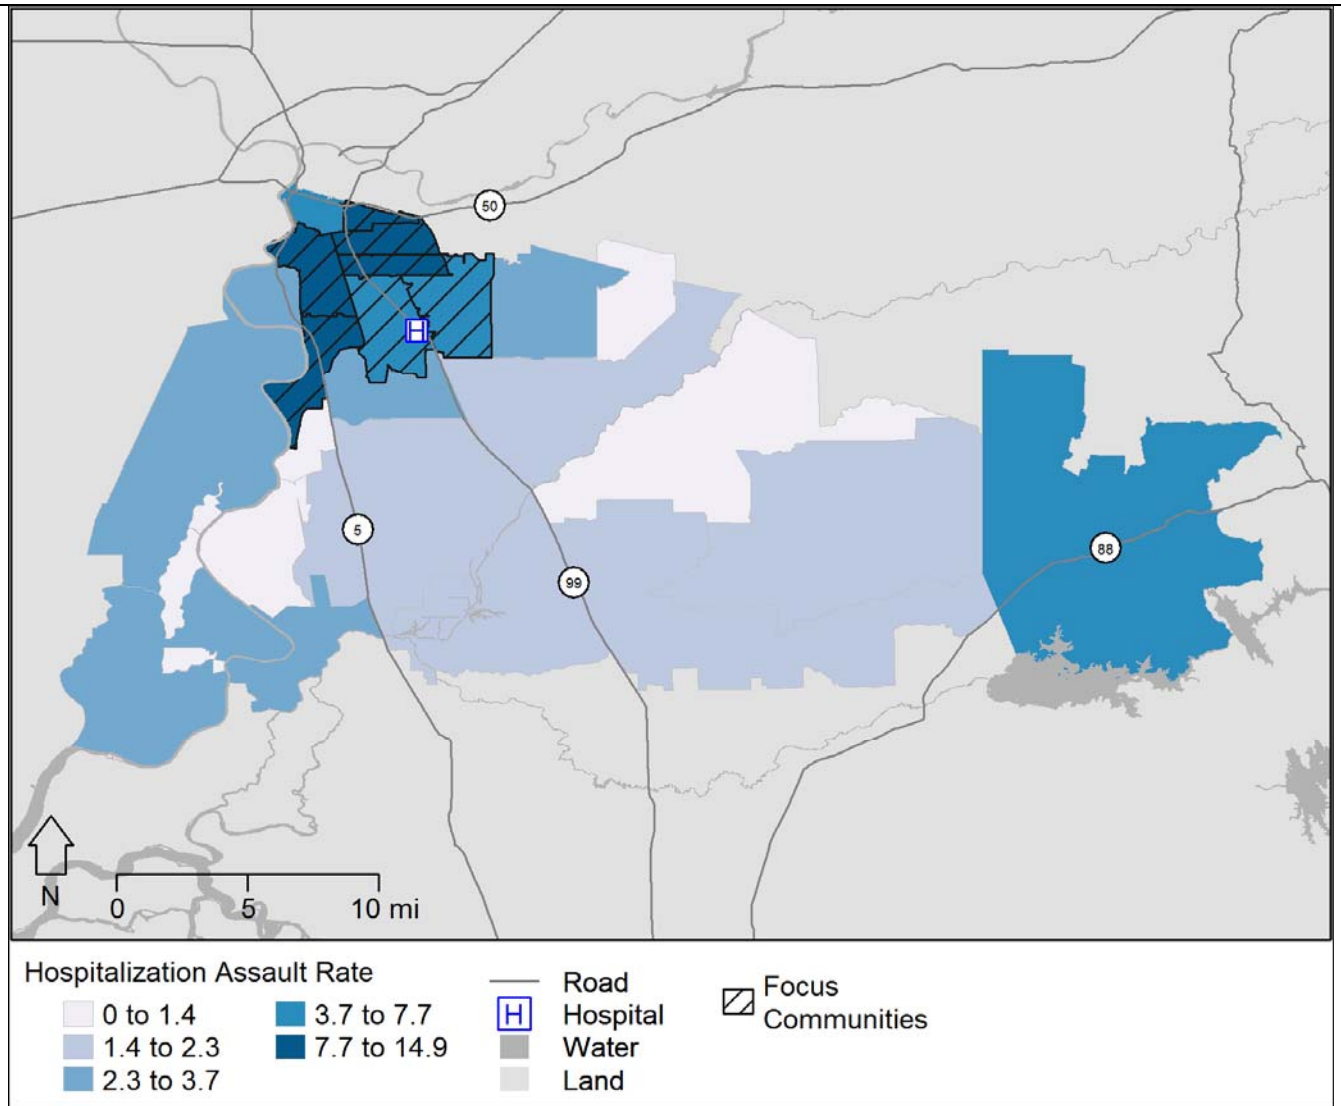 50
H
5
99
88
N
0 5 10 mi
Hospitalization Assault Rate
0 to 1.4
1.4 to 2.3
2.3 to 3.7
3.7 to 7.7
7.7 to 14.9
Road
H Hospital
Water
Land
Focus
Communities